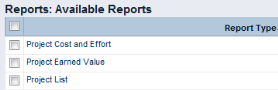 Reports: Available Reports
Report Type
Project Cost and Effort
Project Earned Value
Project List